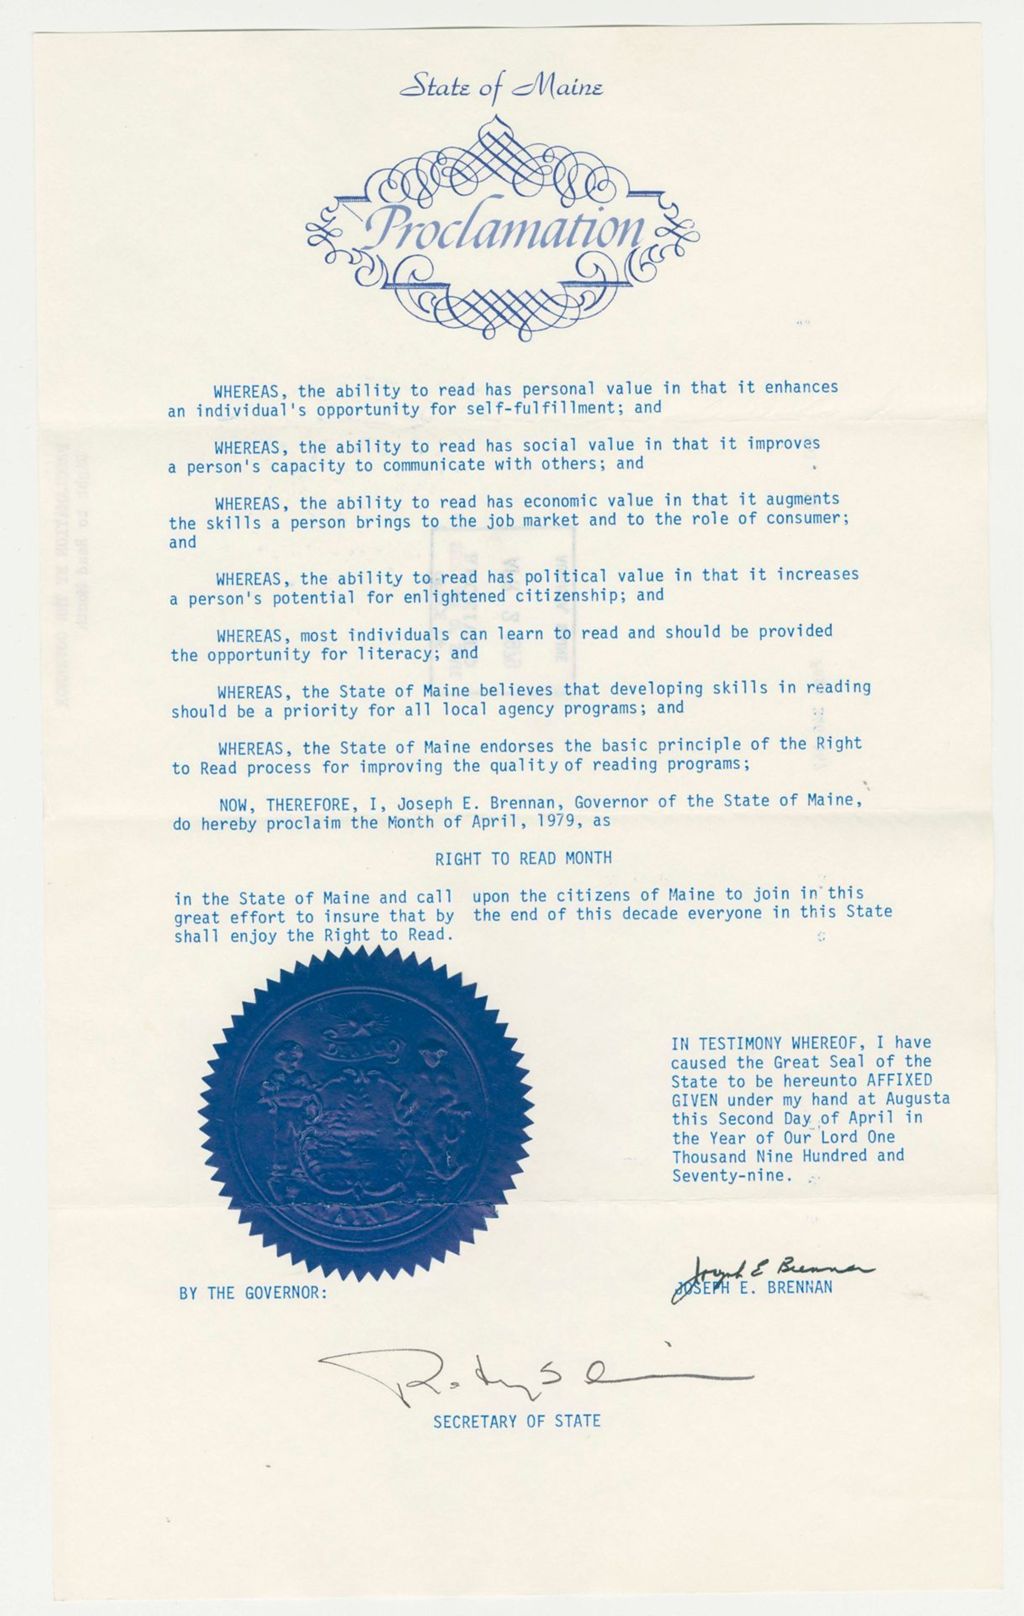 State of Maine
Proclamation
WHEREAS, the ability to read has personal value in that it enhances
an individual's opportunity for self-fulfillment; and
WHEREAS, the ability to read has social value in that it improves
a person's capacity to communicate with others; and
WHEREAS, the ability to read has economic value in that it augments
the skills a person brings to the job market and to the role of consumer;
and
WHEREAS, the ability to read has political value in that it increases
a person's potential for enlightened citizenship; and
WHEREAS, most individuals can learn to read and should be provided
the opportunity for literacy; and
WHEREAS, the State of Maine believes that developing skills in reading
should be a priority for all local agency programs; and
WHEREAS, the State of Maine endorses the basic principle of the Right
to Read process for improving the quality of reading programs;
NOW, THEREFORE, I, Joseph E. Brennan, Governor of the State of Maine,
do hereby proclaim the Month of April, 1979, as
RIGHT TO READ MONTH
in the State of Maine and call upon the citizens of Maine to join in this
great effort to insure that by the end of this decade everyone in this State
shall enjoy the Right to Read.
IN TESTIMONY WHEREOF, I have
caused the Great Seal of the
State to be hereunto AFFIXED
GIVEN under my hand at Augusta
this Second Day of April in
the Year of Our Lord One
Thousand Nine Hundred and
Seventy-nine.
Joseph E Brennan
JOSEPH E. BRENNAN
BY THE GOVERNOR:
SECRETARY OF STATE